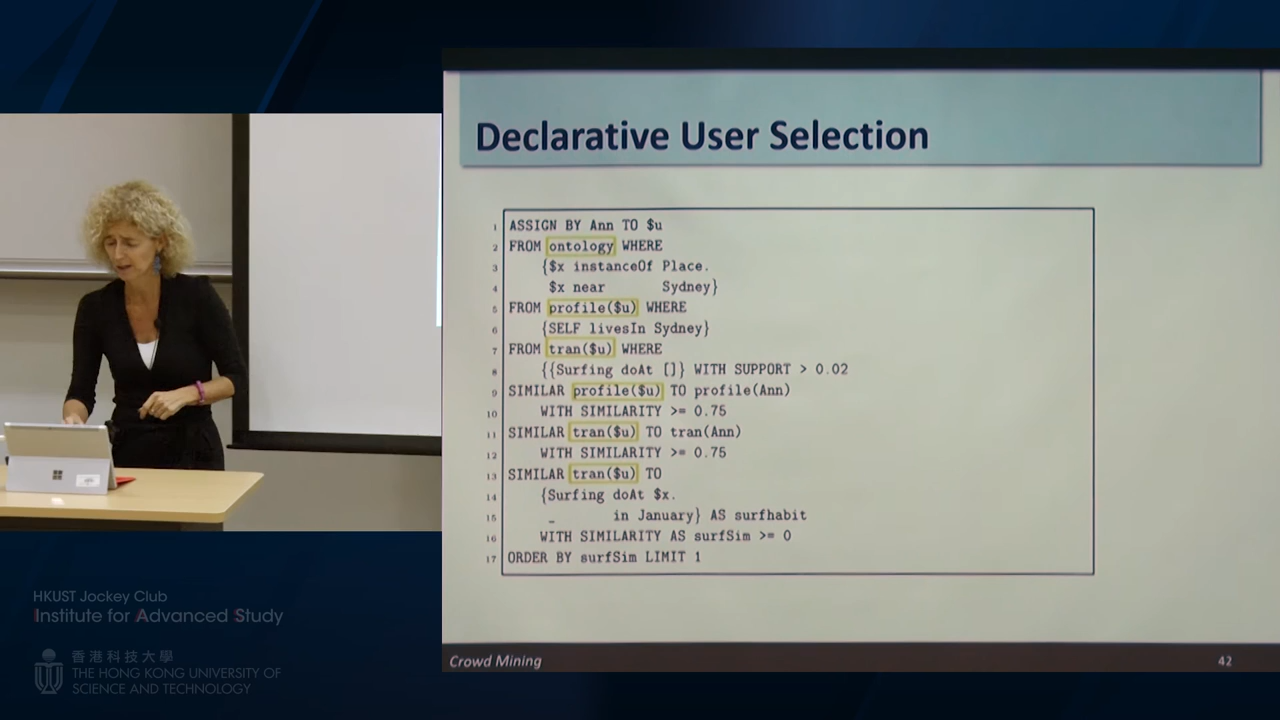 Declarative User Selection
1 ASSIGN BY Ann TO $u
2 FROM ontology WHERE
3 {$x instanceOf Place.
4 $x near Sydney}
5 FROM profile($u) WHERE
6 {SELF livesIn Sydney}
7 FROM tran($u) WHERE
8 {{Surfing doAt []} WITH SUPPORT > 0.02
9 SIMILAR profile($u) TO profile(Ann)
10 WITH SIMILARITY >= 0.75
11 SIMILAR tran($u) TO tran(Ann)
12 WITH SIMILARITY >= 0.75
13 SIMILAR tran($u) TO
14 {Surfing doAt $x.
15 _ in January} AS surfhabit
16 WITH SIMILARITY AS surfSim >= 0
17 ORDER BY surfSim LIMIT 1
Crowd Mining 42
HKUST Jockey Club
Institute for Advanced Study
香港科技大學
THE HONG KONG UNIVERSITY OF
SCIENCE AND TECHNOLOGY